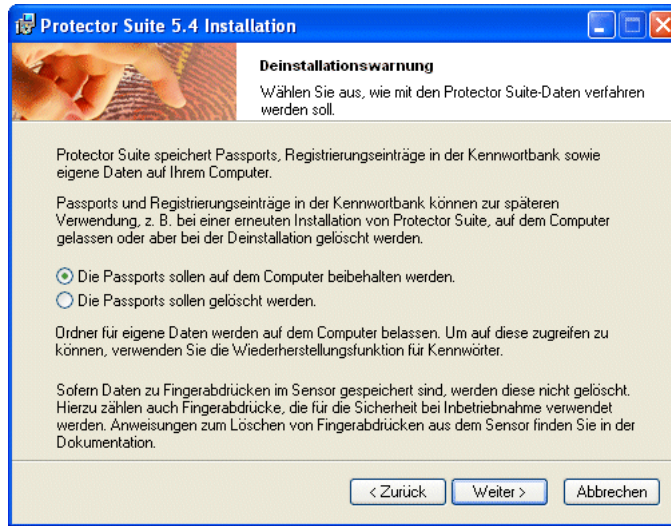 Protector Suite 5.4 Installation
Deinstallationswarnung
Wählen Sie aus, wie mit den Protector Suite-Daten verfahren
werden soll.
Protector Suite speichert Passports, Registrierungseinträge in der Kennwortbank sowie
eigene Daten auf Ihrem Computer.
Passports und Registrierungseinträge in der Kennwortbank können zur späteren
Verwendung, z. B. bei einer erneuten Installation von Protector Suite, auf dem Computer
gelassen oder aber bei der Deinstallation gelöscht werden.
Die Passports sollen auf dem Computer beibehalten werden.
Die Passports sollen gelöscht werden.
Ordner für eigene Daten werden auf dem Computer belassen. Um auf diese zugreifen zu
können, verwenden Sie die Wiederherstellungsfunktion für Kennwörter.
Sofern Daten zu Fingerabdrücken im Sensor gespeichert sind, werden diese nicht gelöscht.
Hierzu zählen auch Fingerabdrücke, die für die Sicherheit bei Inbetriebnahme verwendet
werden. Anweisungen zum Löschen von Fingerabdrücken aus dem Sensor finden Sie in der
Dokumentation.
< Zurück Weiter > Abbrechen